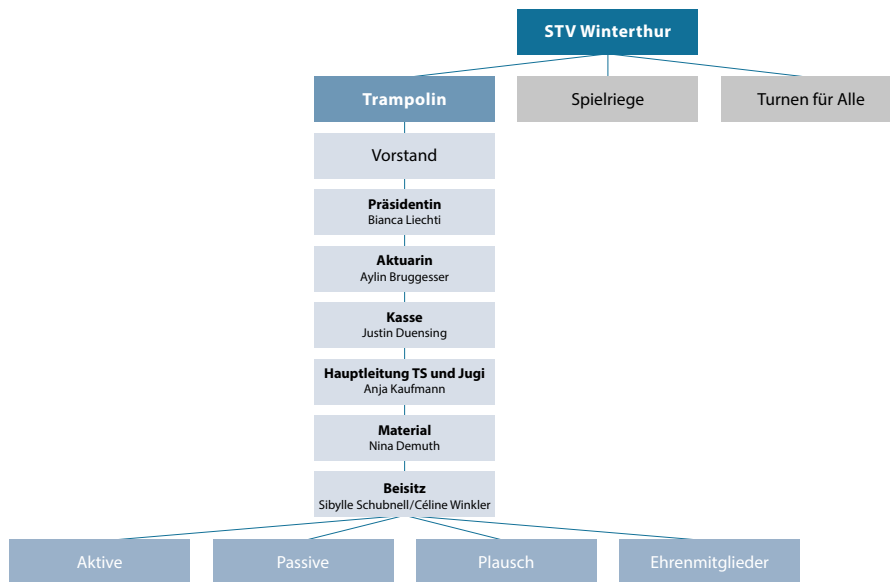 STV Winterthur
Trampolin
Spielriege
Turnen für Alle
Vorstand
Präsidentin
Bianca Liechti
Aktuarin
Aylin Bruggesser
Kasse
Justin Duensing
Hauptleitung TS und Jugi
Anja Kaufmann
Material
Nina Demuth
Beisitz
Sibylle Schubnell/Céline Winkler
Aktive
Passive
Plausch
Ehrenmitglieder